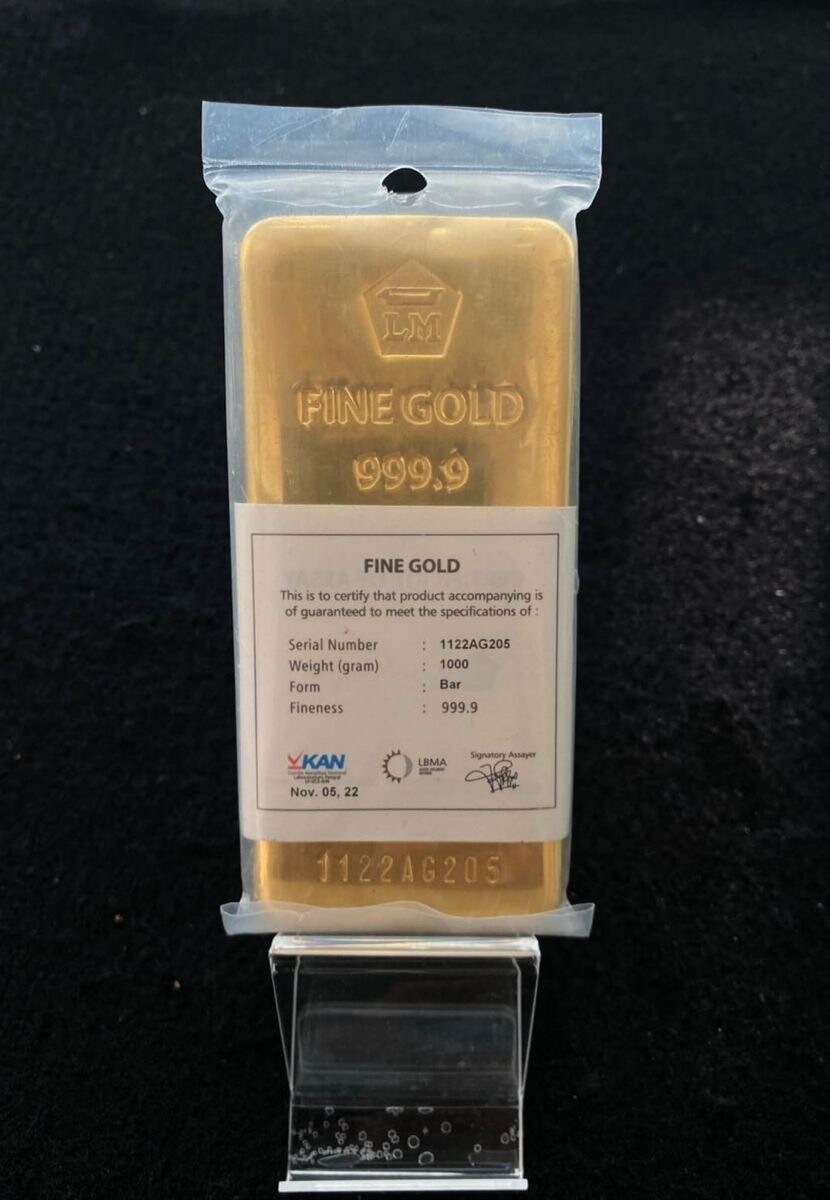 LM
FINE GOLD
999.9
FINE GOLD
This is to certify that product accompanying is
of guaranteed to meet the specifications of :
Serial Number : 1122AG205
Weight (gram) : 1000
Form : Bar
Fineness : 999.9
KAN
LBMA
Signatory Assayer
Nov. 05, 22
1122AG205